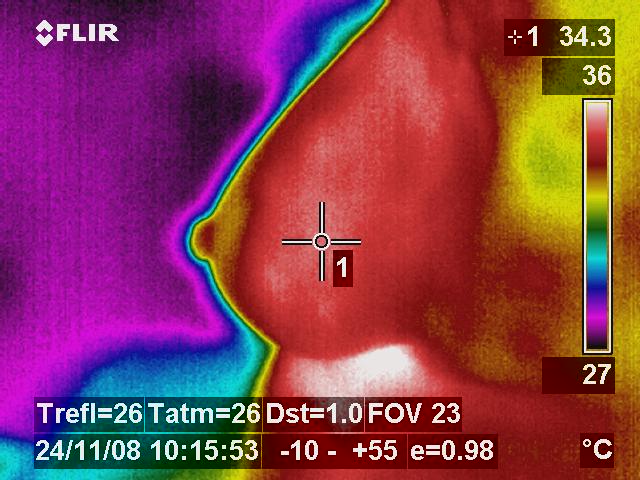 FLIR
1 34.3
36
1
27
Trefl=26 Tatm=26 Dst=1.0 FOV 23
24/11/08 10:15:53 -10 - +55 e=0.98 °C